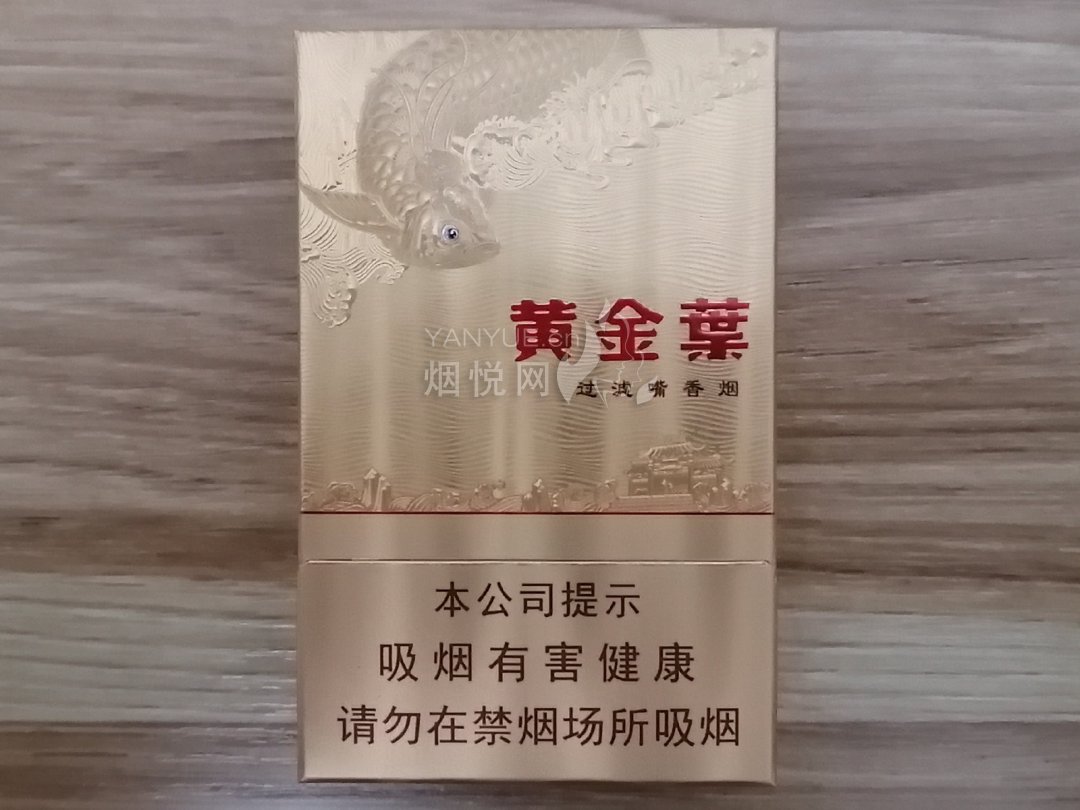 黄金葉
过滤嘴香烟
YANYUE.cn
烟悦网
本公司提示
吸烟有害健康
请勿在禁烟场所吸烟